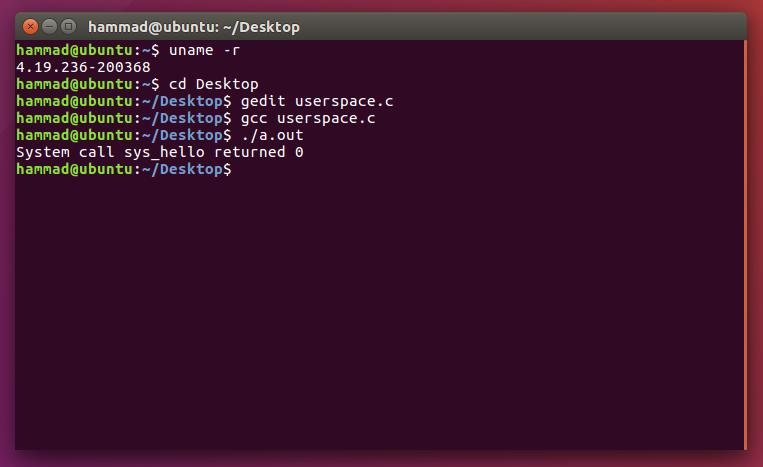 hammad@ubuntu: ~/Desktop
hammad@ubuntu:~$ uname -r
4.19.236-200368
hammad@ubuntu:~$ cd Desktop
hammad@ubuntu:~/Desktop$ gedit userspace.c
hammad@ubuntu:~/Desktop$ gcc userspace.c
hammad@ubuntu:~/Desktop$ ./a.out
System call sys_hello returned 0
hammad@ubuntu:~/Desktop$